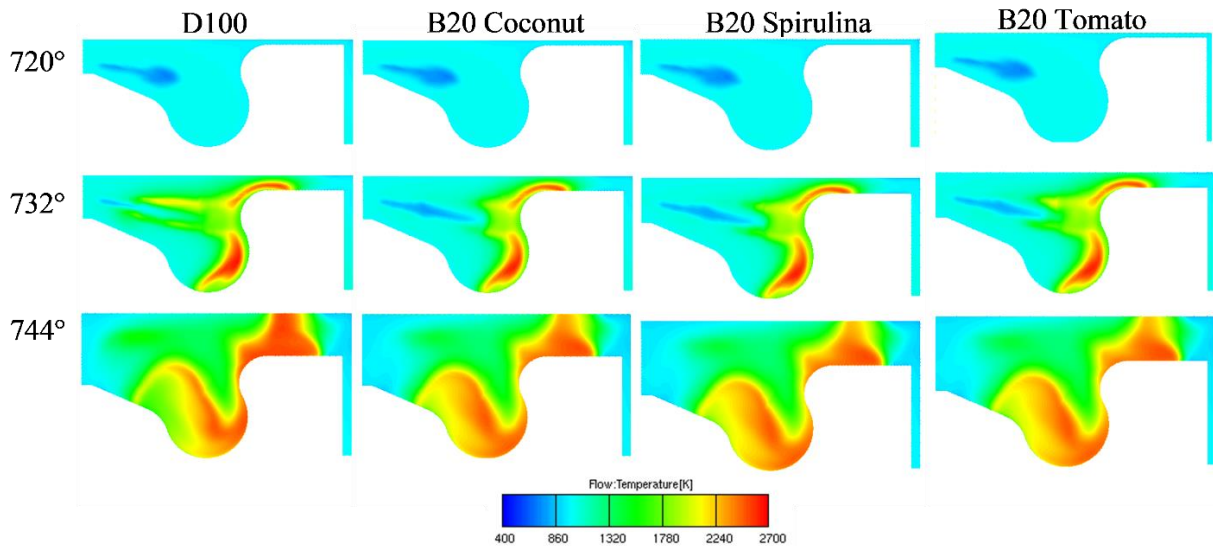 D100 B20 Coconut B20 Spirulina B20 Tomato
720°
732°
744°
Flow:Temperature[K]
400 860 1320 1780 2240 2700